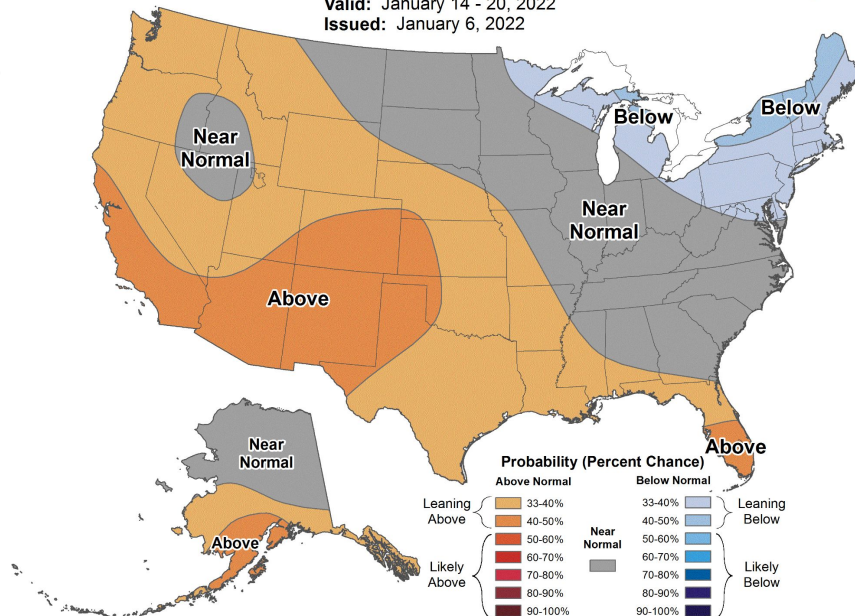 Valid: January 14 - 20, 2022
Issued: January 6, 2022
Below
Below
Near
Normal
Near
Normal
Above
Near
Normal
Above
Above
Probability (Percent Chance)
Above Normal
Below Normal
Leaning
Above
33-40%
40-50%
Likely
Above
50-60%
60-70%
70-80%
80-90%
90-100%
Near
Normal
33-40%
40-50%
Leaning
Below
50-60%
60-70%
70-80%
80-90%
90-100%
Likely
Below